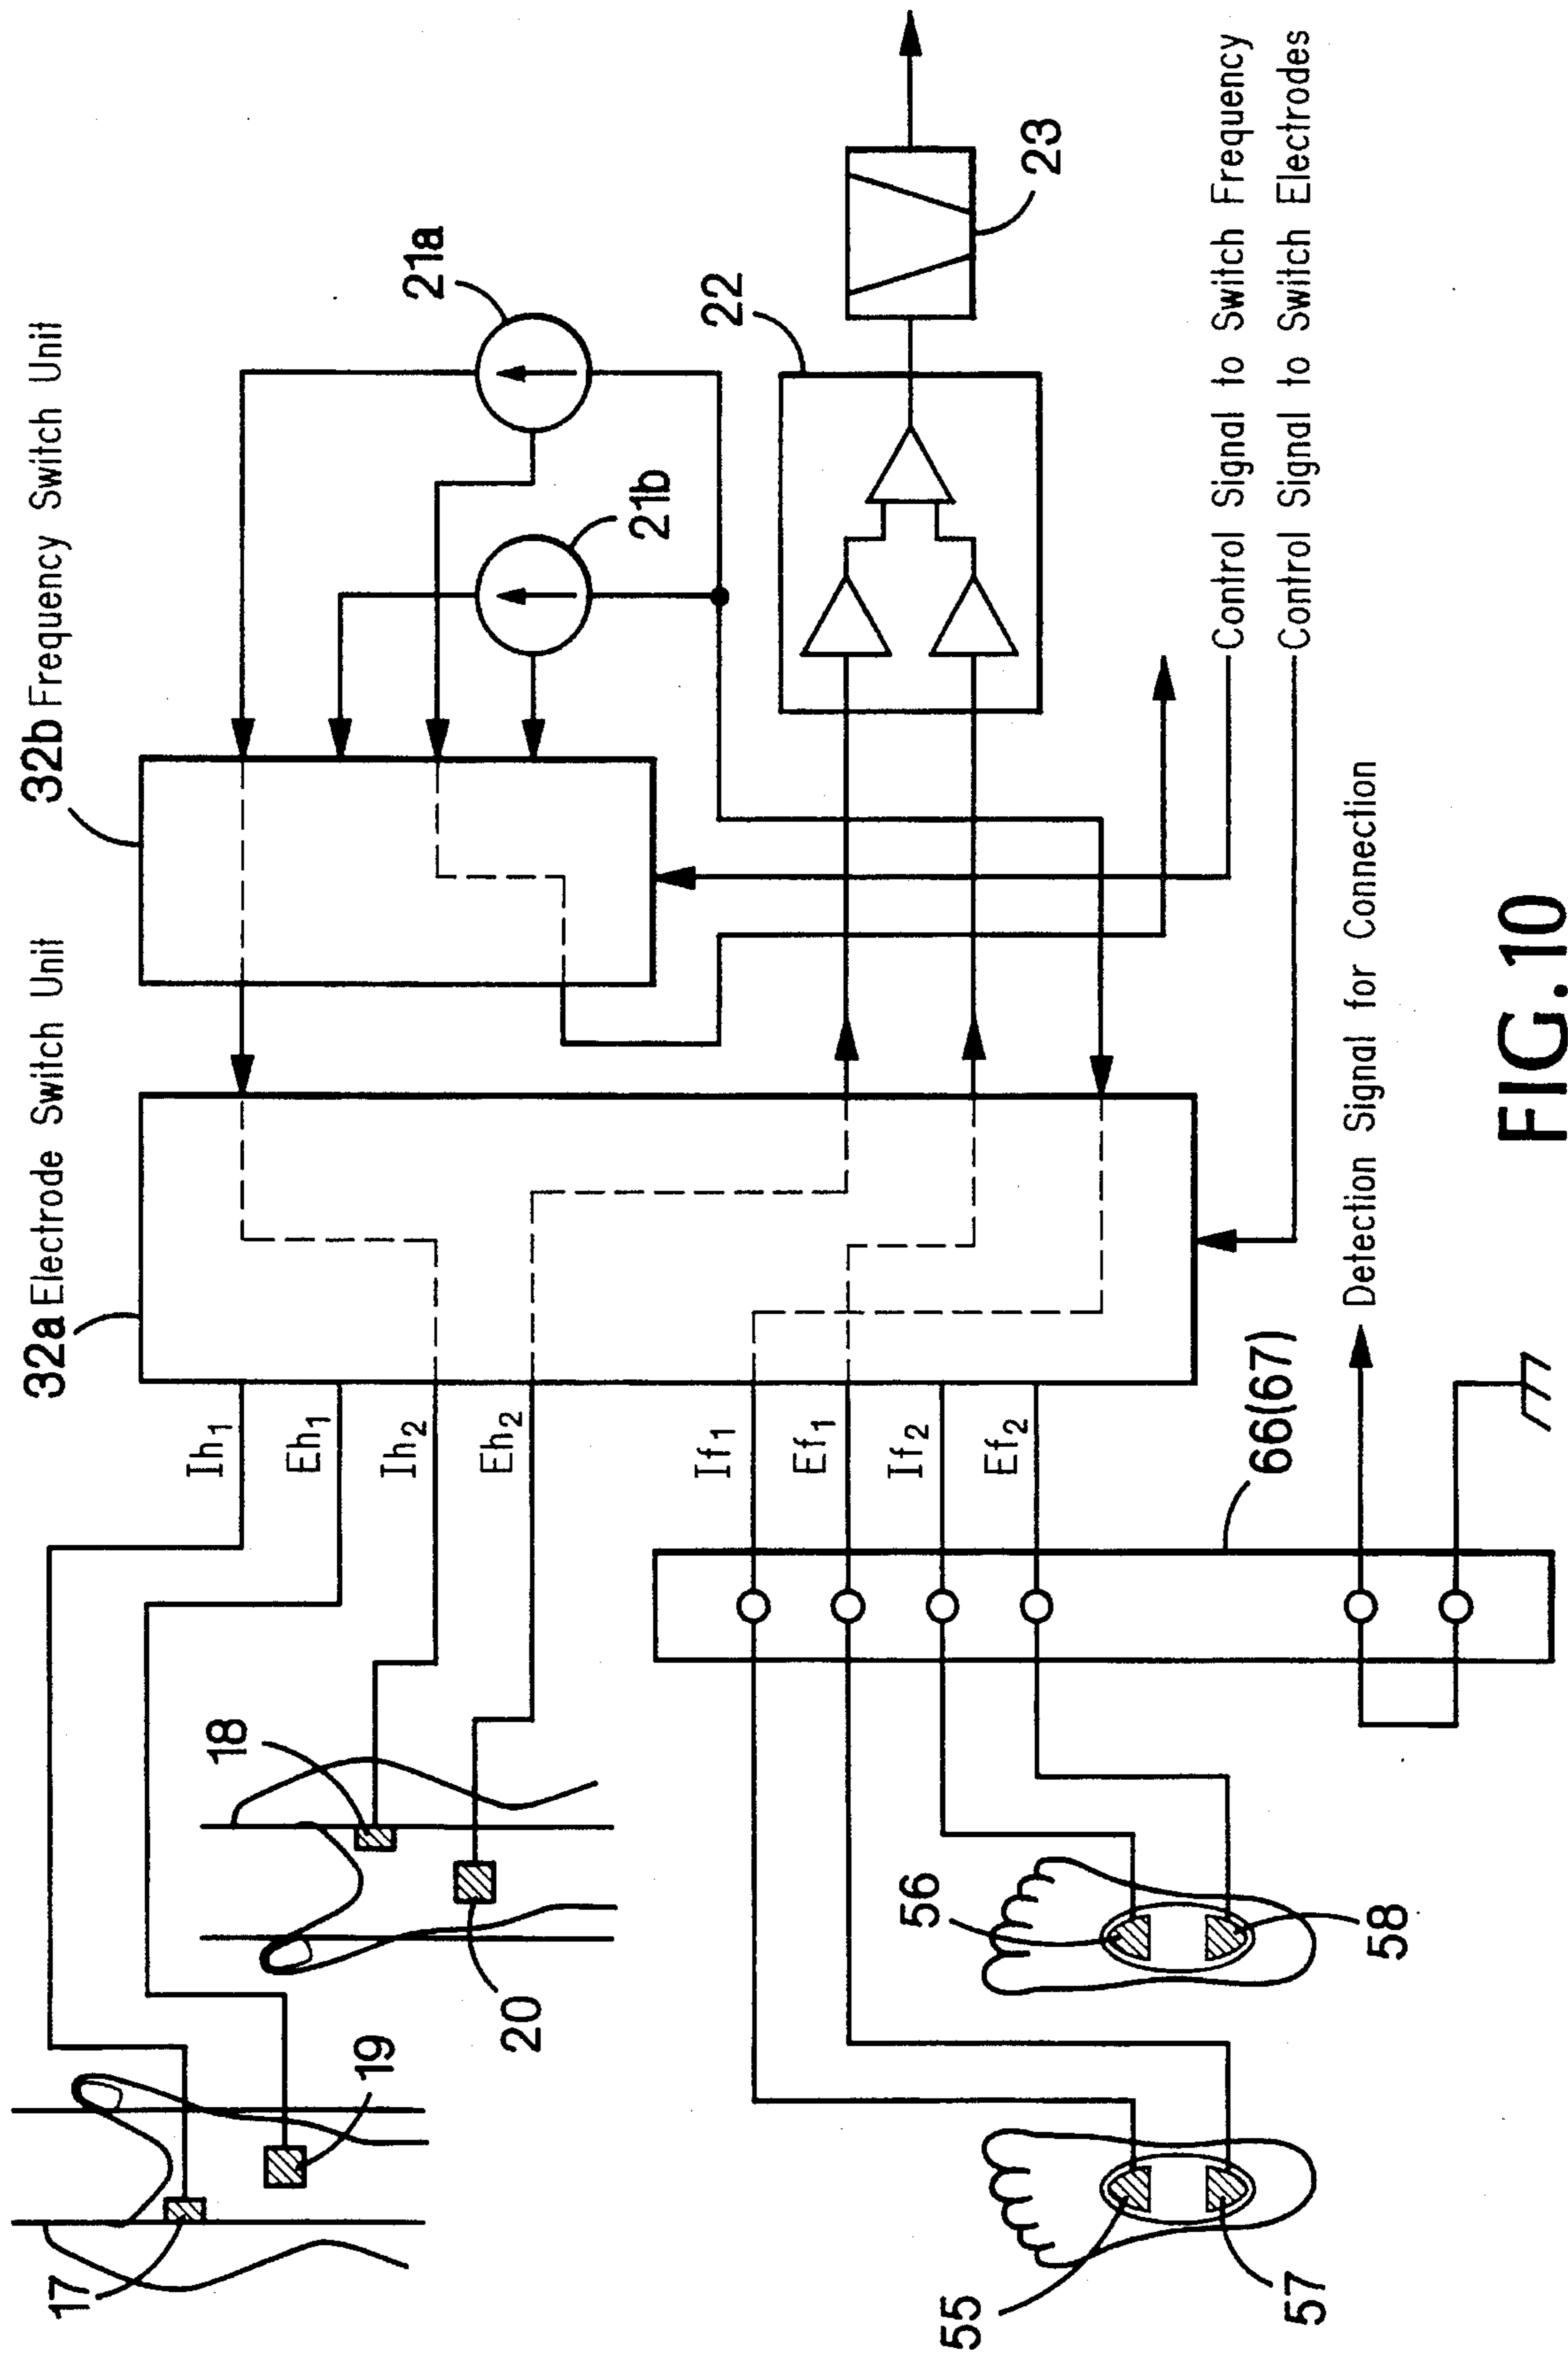 32a Electrode Switch Unit
32b Frequency Switch Unit
21a
21b
22
23
Ih1
Eh1
Ih2
Eh2
If1
Ef1
If2
Ef2
17
19
18
20
55
57
56
58
66(67)
Control Signal to Switch Frequency
Control Signal to Switch Electrodes
Detection Signal for Connection
FIG.10